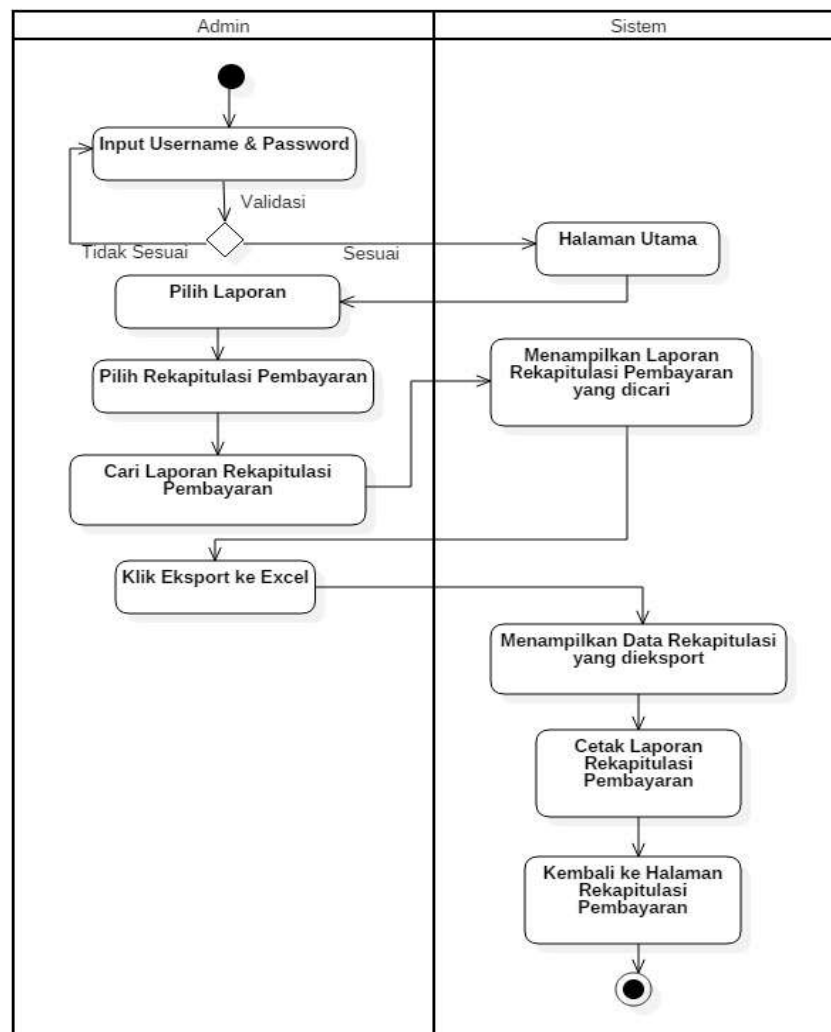 Admin
Sistem
Input Username & Password
Validasi
Tidak Sesuai
Sesuai
Halaman Utama
Pilih Laporan
Pilih Rekapitulasi Pembayaran
Menampilkan Laporan
Rekapitulasi Pembayaran
yang dicari
Cari Laporan Rekapitulasi
Pembayaran
Klik Eksport ke Excel
Menampilkan Data Rekapitulasi
yang dieksport
Cetak Laporan
Rekapitulasi
Pembayaran
Kembali ke Halaman
Rekapitulasi
Pembayaran